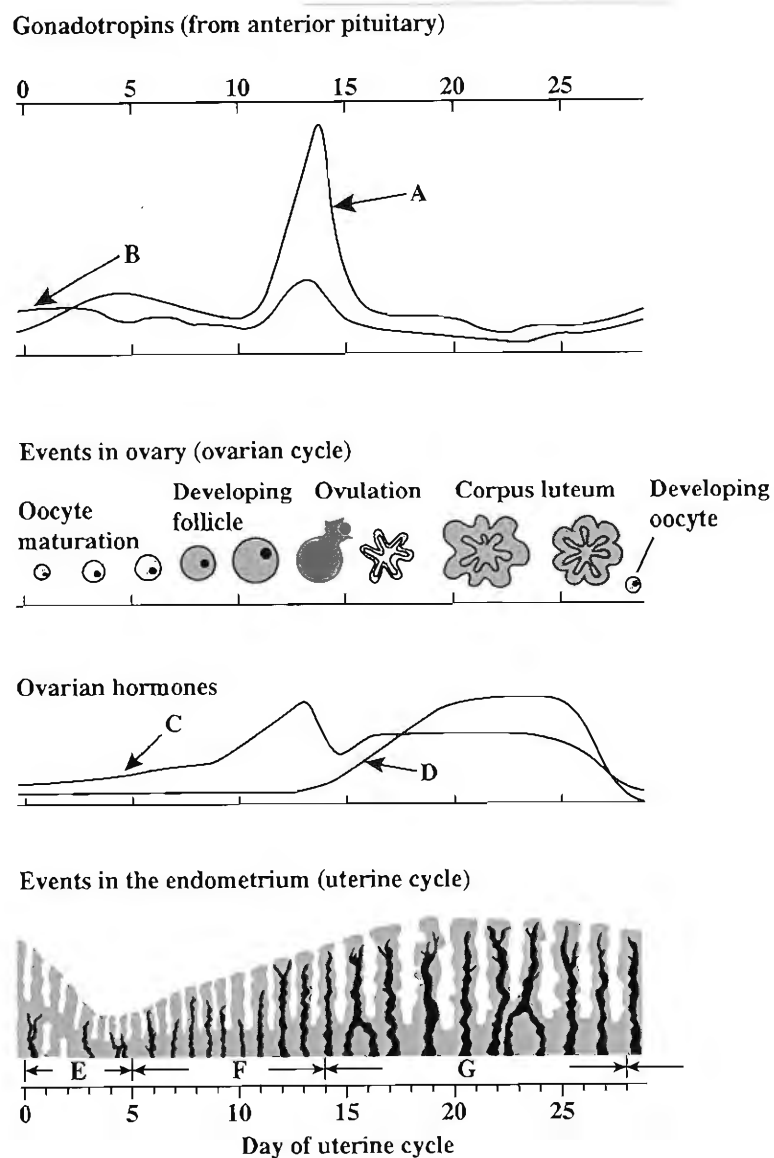 Gonadotropins (from anterior pituitary)
0 5 10 15 20 25
A
B
Events in ovary (ovarian cycle)
Oocyte maturation
Developing follicle
Ovulation
Corpus luteum
Developing oocyte
Ovarian hormones
C
D
Events in the endometrium (uterine cycle)
E F G
0 5 10 15 20 25
Day of uterine cycle